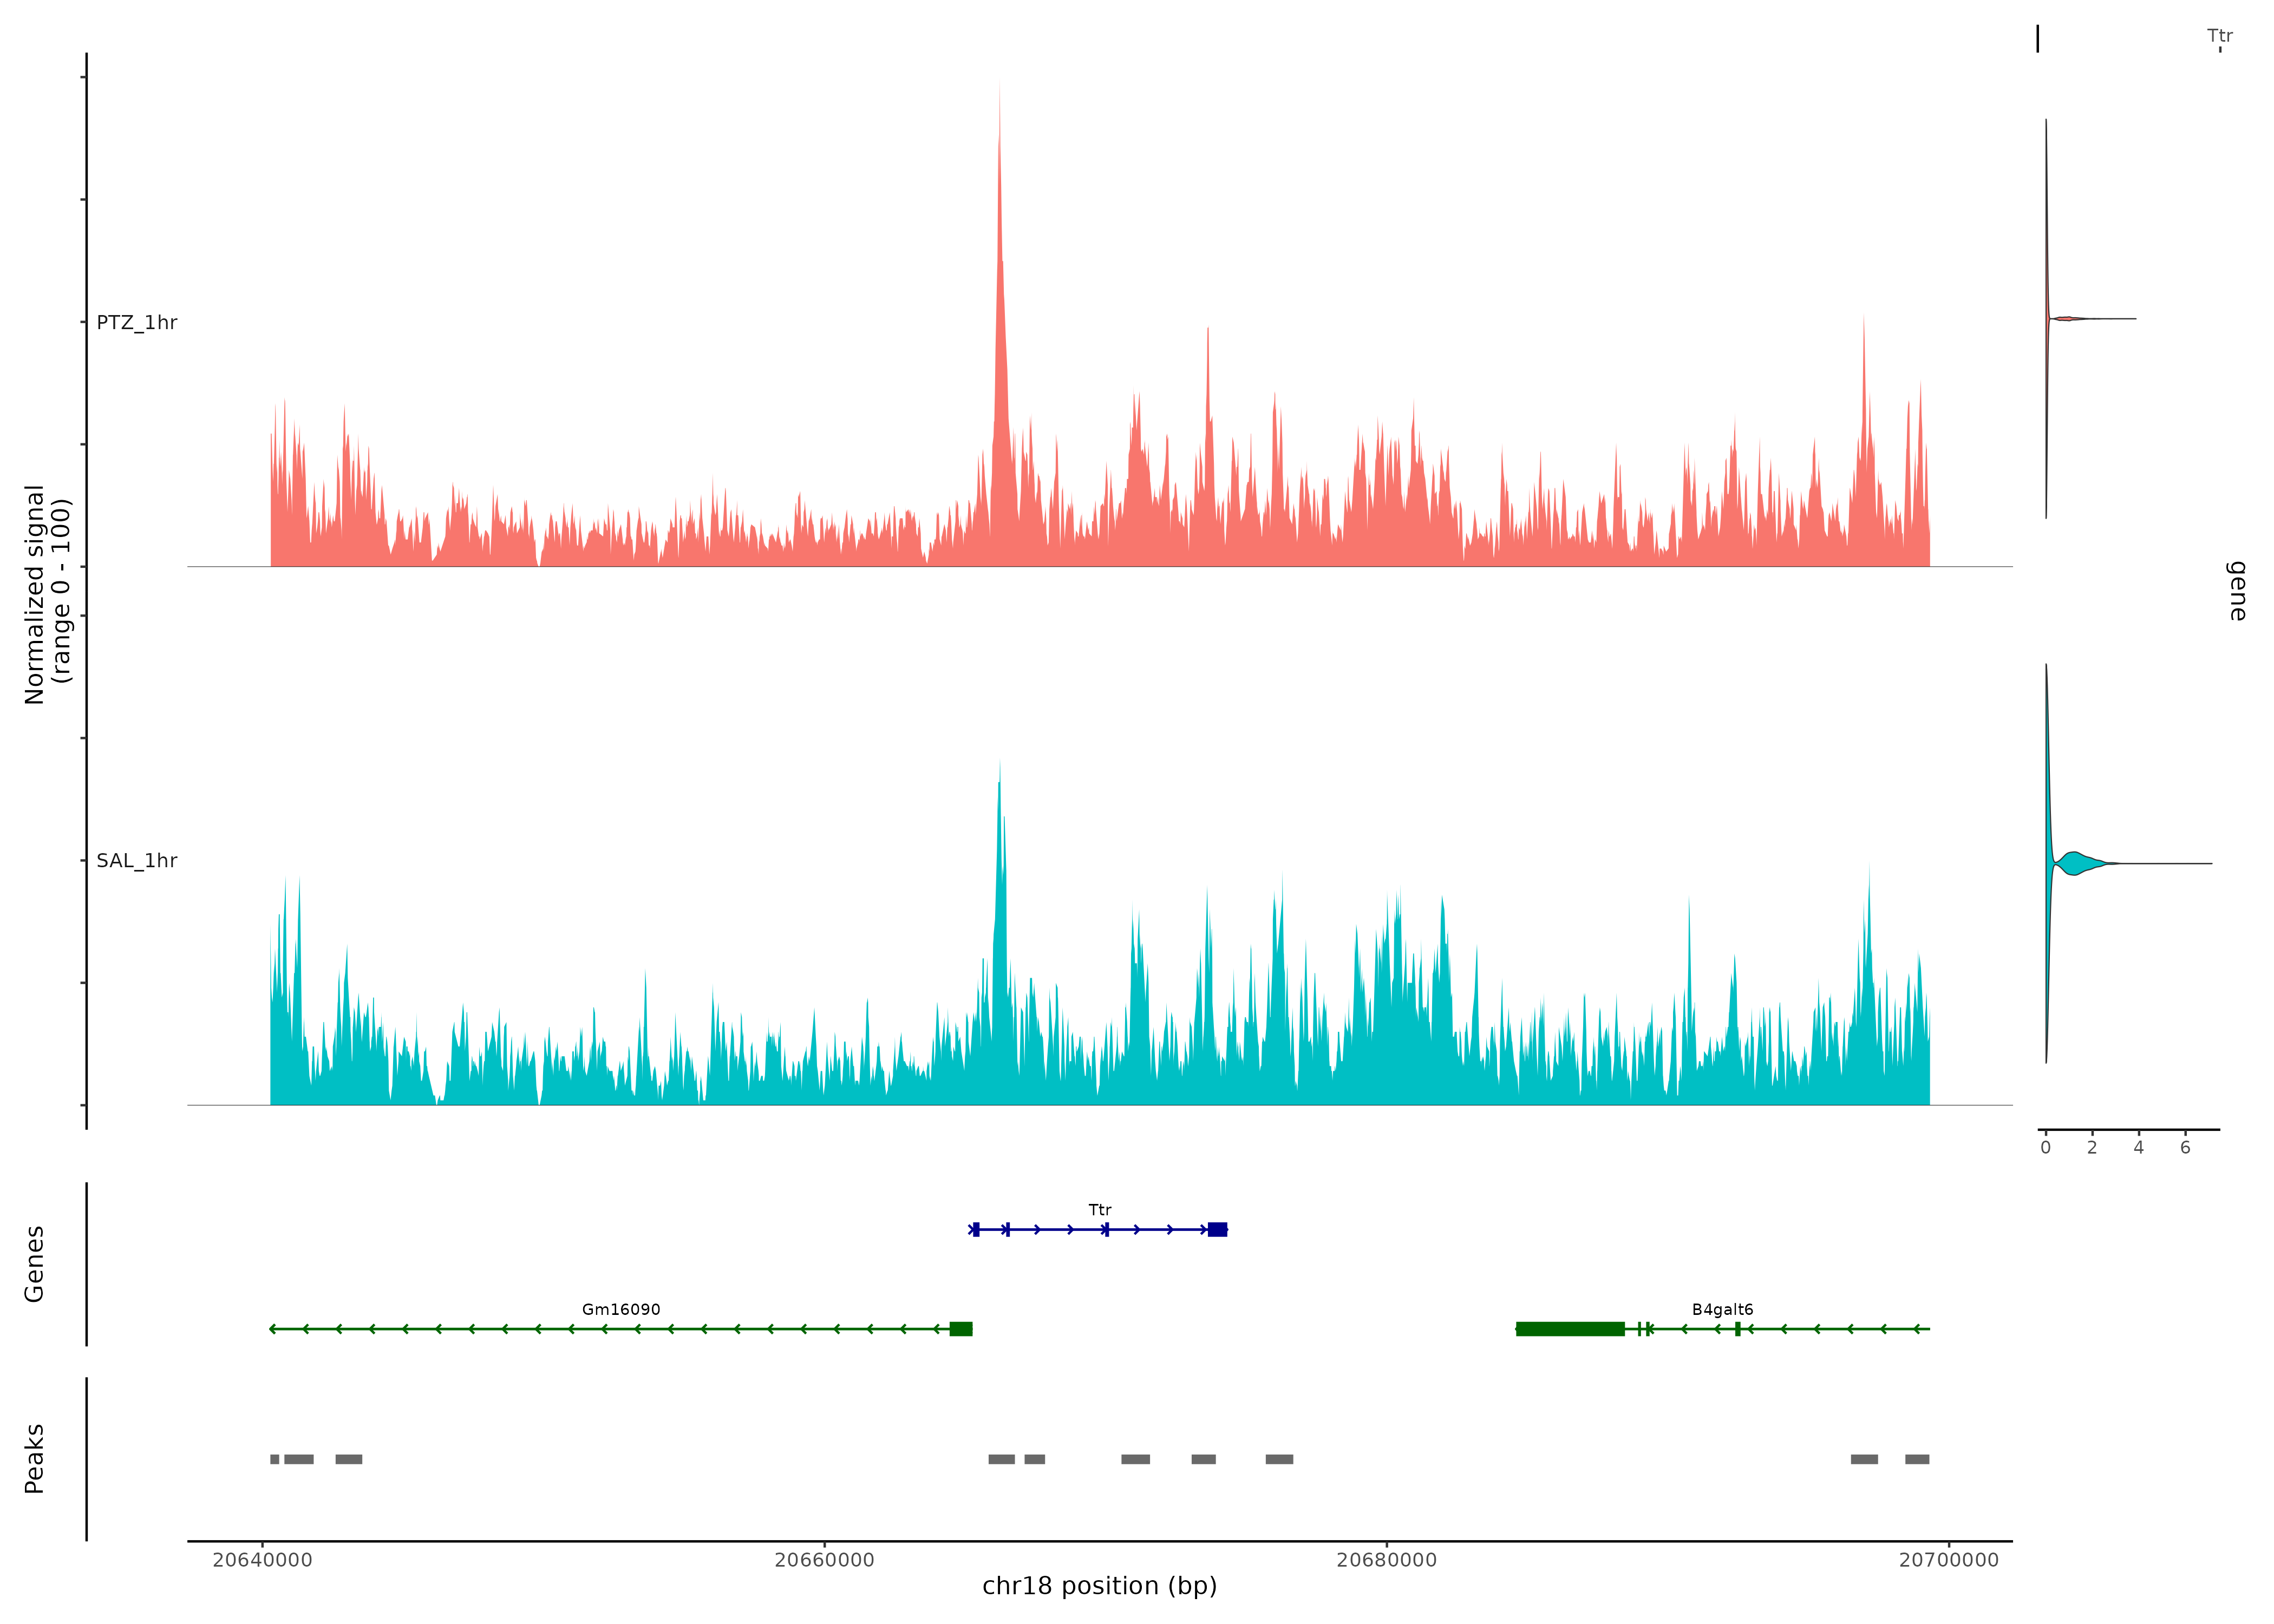 Ttr
Normalized signal
(range 0 - 100)
PTZ_1hr
SAL_1hr
gene
0 2 4 6
Genes
Ttr
Gm16090
B4galt6
Peaks
20640000 20660000 20680000 20700000
chr18 position (bp)